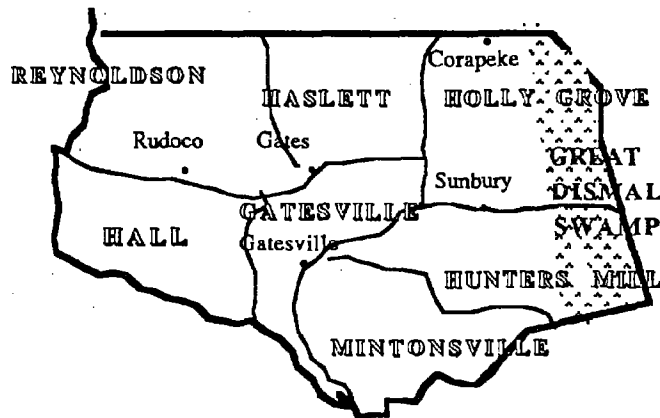 Corapeke
REYNOLDSON
HASLETT
HOLLY GROVE
Rudoco
Gates
GREAT
Sunbury
DISMAL
GATESVILLE
SWAMP
HALL
Gatesville
HUNTERS MILL
MINTONSVILLE